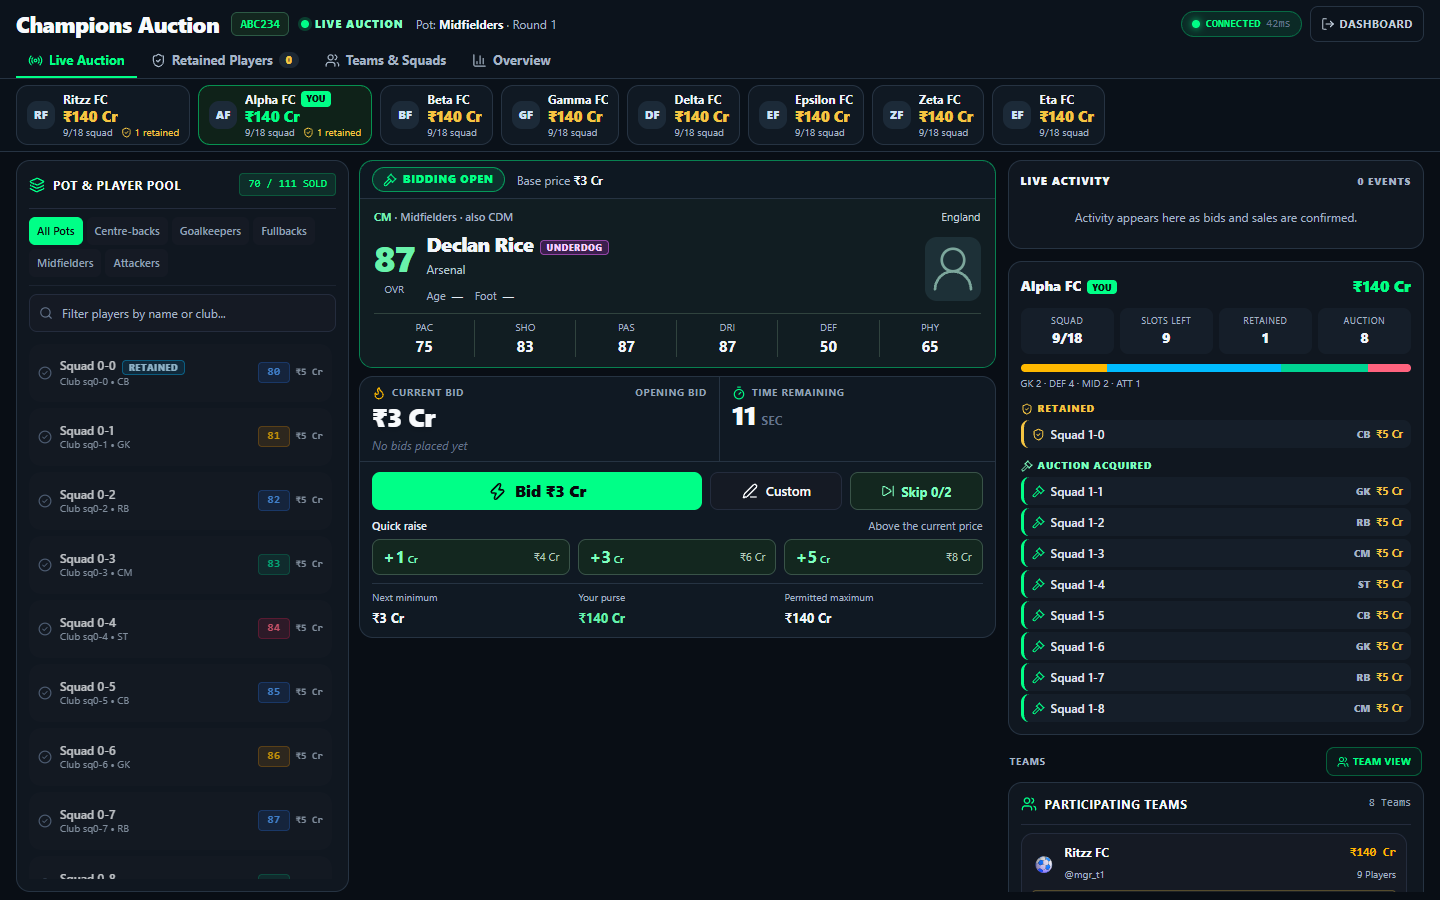 Champions Auction
ABC234
LIVE AUCTION
Pot: Midfielders · Round 1
CONNECTED 42ms
DASHBOARD
Live Auction
Retained Players 0
Teams & Squads
Overview
RF
Ritzz FC
₹140 Cr
9/18 squad
1 retained
AF
Alpha FC YOU
₹140 Cr
9/18 squad
1 retained
BF
Beta FC
₹140 Cr
9/18 squad
GF
Gamma FC
₹140 Cr
9/18 squad
DF
Delta FC
₹140 Cr
9/18 squad
EF
Epsilon FC
₹140 Cr
9/18 squad
ZF
Zeta FC
₹140 Cr
9/18 squad
EF
Eta FC
₹140 Cr
9/18 squad
POT & PLAYER POOL
70 / 111 SOLD
All Pots
Centre-backs
Goalkeepers
Fullbacks
Midfielders
Attackers
Filter players by name or club...
Squad 0-0 RETAINED
Club sq0-0 • CB
80 ₹5 Cr
Squad 0-1
Club sq0-1 • GK
81 ₹5 Cr
Squad 0-2
Club sq0-2 • RB
82 ₹5 Cr
Squad 0-3
Club sq0-3 • CM
83 ₹5 Cr
Squad 0-4
Club sq0-4 • ST
84 ₹5 Cr
Squad 0-5
Club sq0-5 • CB
85 ₹5 Cr
Squad 0-6
Club sq0-6 • GK
86 ₹5 Cr
Squad 0-7
Club sq0-7 • RB
87 ₹5 Cr
Squad 0-8
BIDDING OPEN
Base price ₹3 Cr
CM · Midfielders · also CDM
England
87
OVR
Declan Rice UNDERDOG
Arsenal
Age — Foot —
PAC
75
SHO
83
PAS
87
DRI
87
DEF
50
PHY
65
CURRENT BID
OPENING BID
₹3 Cr
No bids placed yet
TIME REMAINING
11 SEC
Bid ₹3 Cr
Custom
Skip 0/2
Quick raise
Above the current price
+1 Cr ₹4 Cr
+3 Cr ₹6 Cr
+5 Cr ₹8 Cr
Next minimum
₹3 Cr
Your purse
₹140 Cr
Permitted maximum
₹140 Cr
LIVE ACTIVITY
0 EVENTS
Activity appears here as bids and sales are confirmed.
Alpha FC YOU
₹140 Cr
SQUAD
9/18
SLOTS LEFT
9
RETAINED
1
AUCTION
8
GK 2 · DEF 4 · MID 2 · ATT 1
RETAINED
Squad 1-0 CB ₹5 Cr
AUCTION ACQUIRED
Squad 1-1 GK ₹5 Cr
Squad 1-2 RB ₹5 Cr
Squad 1-3 CM ₹5 Cr
Squad 1-4 ST ₹5 Cr
Squad 1-5 CB ₹5 Cr
Squad 1-6 GK ₹5 Cr
Squad 1-7 RB ₹5 Cr
Squad 1-8 CM ₹5 Cr
TEAMS
TEAM VIEW
PARTICIPATING TEAMS
8 Teams
Ritzz FC
₹140 Cr
@mgr_t1
9 Players